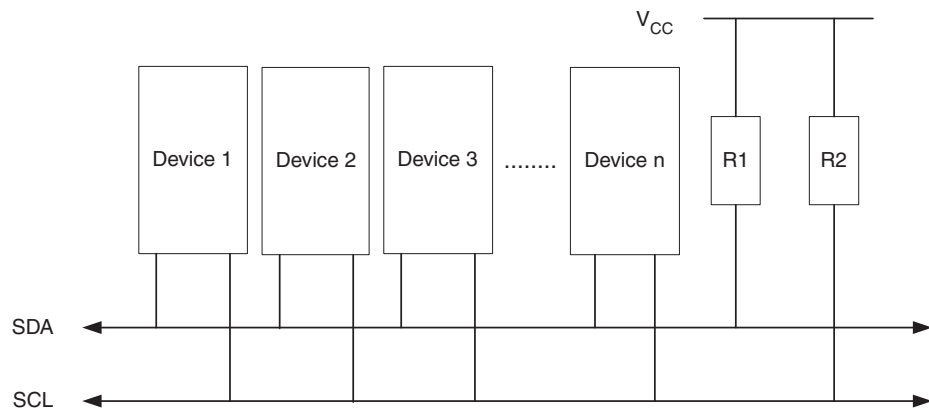 VCC
Device 1
Device 2
Device 3
........
Device n
R1
R2
SDA
SCL